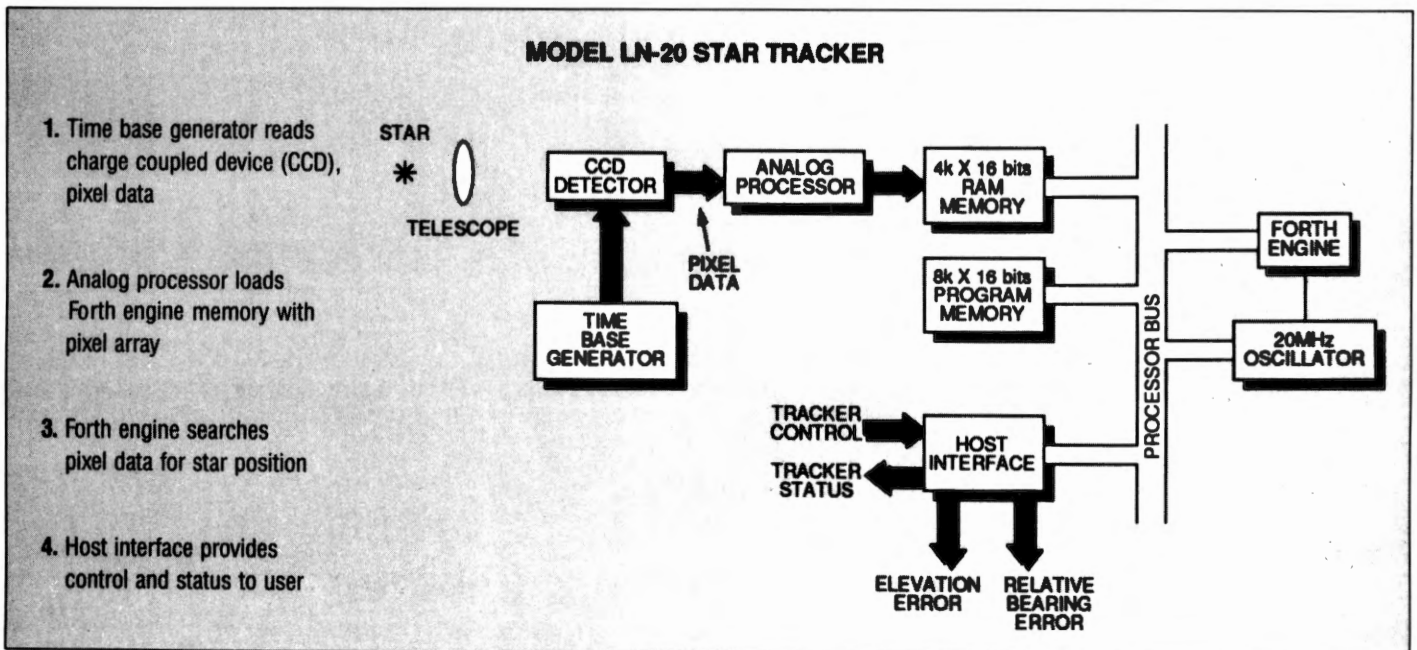 MODEL LN-20 STAR TRACKER
1. Time base generator reads
charge coupled device (CCD),
pixel data
2. Analog processor loads
Forth engine memory with
pixel array
3. Forth engine searches
pixel data for star position
4. Host interface provides
control and status to user
STAR
TELESCOPE
CCD
DETECTOR
PIXEL
DATA
TIME
BASE
GENERATOR
ANALOG
PROCESSOR
4k X 16 bits
RAM
MEMORY
8k X 16 bits
PROGRAM
MEMORY
TRACKER
CONTROL
TRACKER
STATUS
HOST
INTERFACE
ELEVATION
ERROR
RELATIVE
BEARING
ERROR
PROCESSOR BUS
FORTH
ENGINE
20MHz
OSCILLATOR